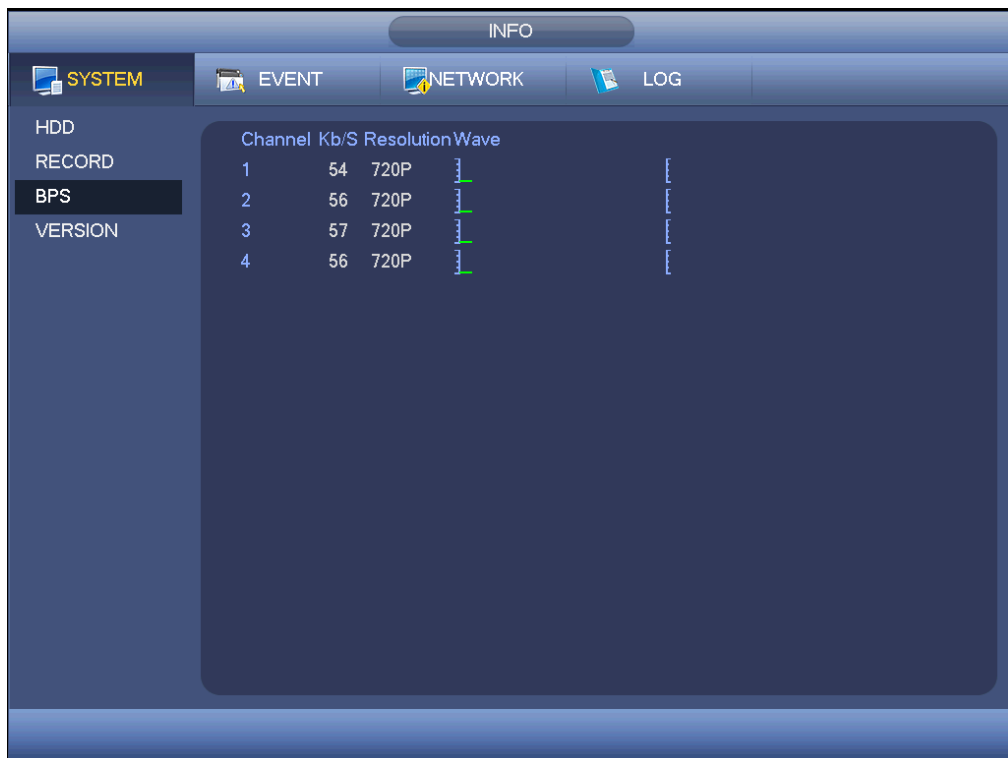 INFO
SYSTEM EVENT NETWORK LOG
HDD
RECORD
BPS
VERSION
Channel Kb/S Resolution Wave
1 54 720P
2 56 720P
3 57 720P
4 56 720P